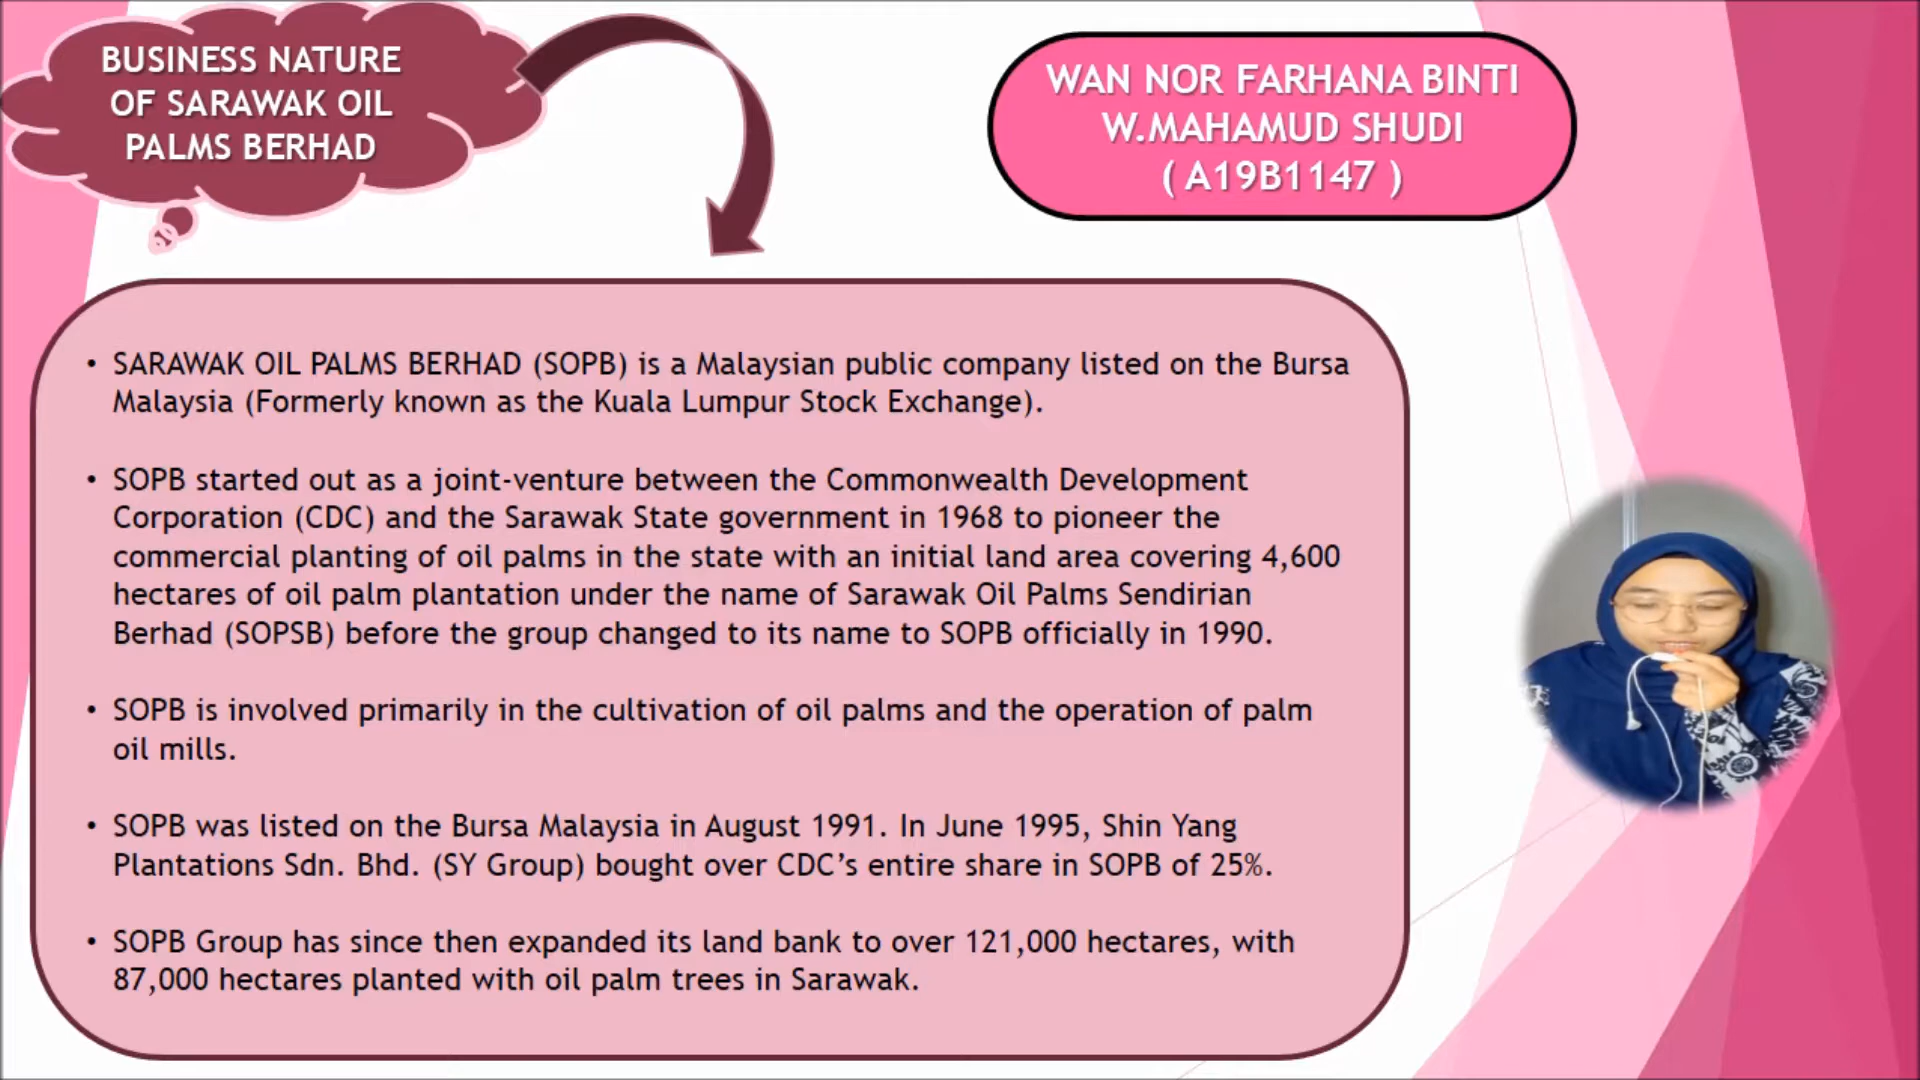 BUSINESS NATURE
OF SARAWAK OIL
PALMS BERHAD
WAN NOR FARHANA BINTI
W.MAHAMUD SHUDI
( A19B1147 )
• SARAWAK OIL PALMS BERHAD (SOPB) is a Malaysian public company listed on the Bursa
Malaysia (Formerly known as the Kuala Lumpur Stock Exchange).
• SOPB started out as a joint-venture between the Commonwealth Development
Corporation (CDC) and the Sarawak State government in 1968 to pioneer the
commercial planting of oil palms in the state with an initial land area covering 4,600
hectares of oil palm plantation under the name of Sarawak Oil Palms Sendirian
Berhad (SOPSB) before the group changed to its name to SOPB officially in 1990.
• SOPB is involved primarily in the cultivation of oil palms and the operation of palm
oil mills.
• SOPB was listed on the Bursa Malaysia in August 1991. In June 1995, Shin Yang
Plantations Sdn. Bhd. (SY Group) bought over CDC’s entire share in SOPB of 25%.
• SOPB Group has since then expanded its land bank to over 121,000 hectares, with
87,000 hectares planted with oil palm trees in Sarawak.